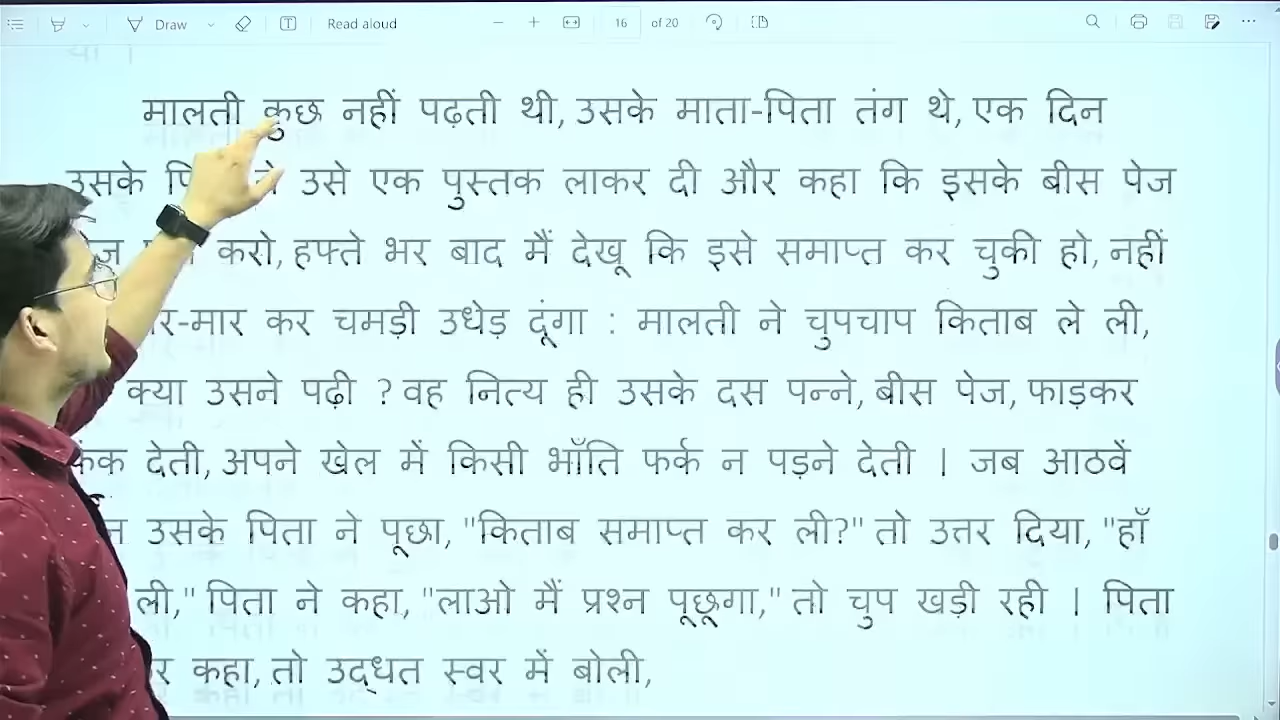 Draw
Read aloud
16
of 20
मालती कुछ नहीं पढ़ती थी, उसके माता-पिता तंग थे, एक दिन
उसके उसे एक पुस्तक लाकर दी और कहा कि इसके बीस पेज
करो, हफ्ते भर बाद मैं देखू कि इसे समाप्त कर चुकी हो, नहीं
कर चमड़ी उधेड़ दूंगा : मालती ने चुपचाप किताब ले ली,
क्या उसने पढ़ी ? वह नित्य ही उसके दस पन्ने, बीस पेज, फाड़कर
देती, अपने खेल में किसी भाँति फर्क न पड़ने देती | जब आठवें
उसके पिता ने पूछा, "किताब समाप्त कर ली?" तो उत्तर दिया, "हाँ
ली," पिता ने कहा, "लाओ मैं प्रश्न पूछूगा," तो चुप खड़ी रही | पिता
कहा, तो उद्धत स्वर में बोली,